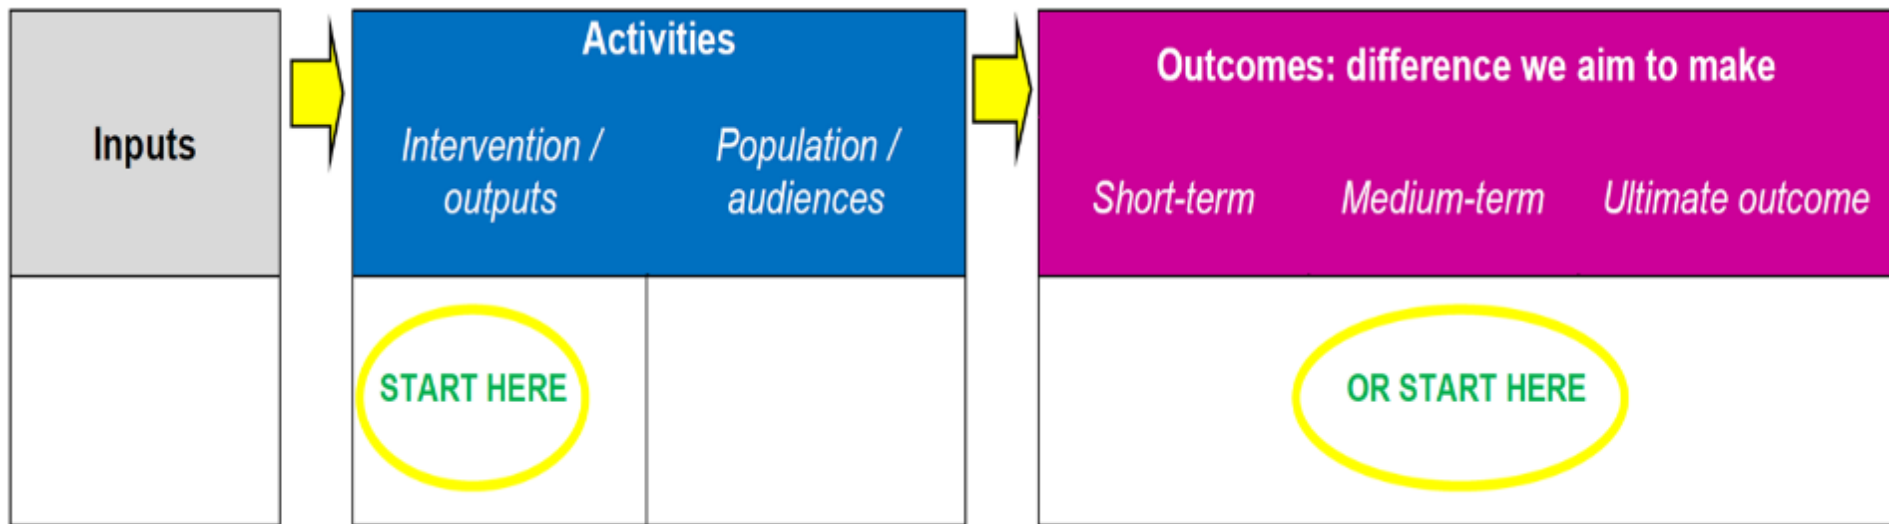 Inputs
Activities
Intervention /
outputs
Population /
audiences
Outcomes: difference we aim to make
Short-term
Medium-term
Ultimate outcome
START HERE
OR START HERE